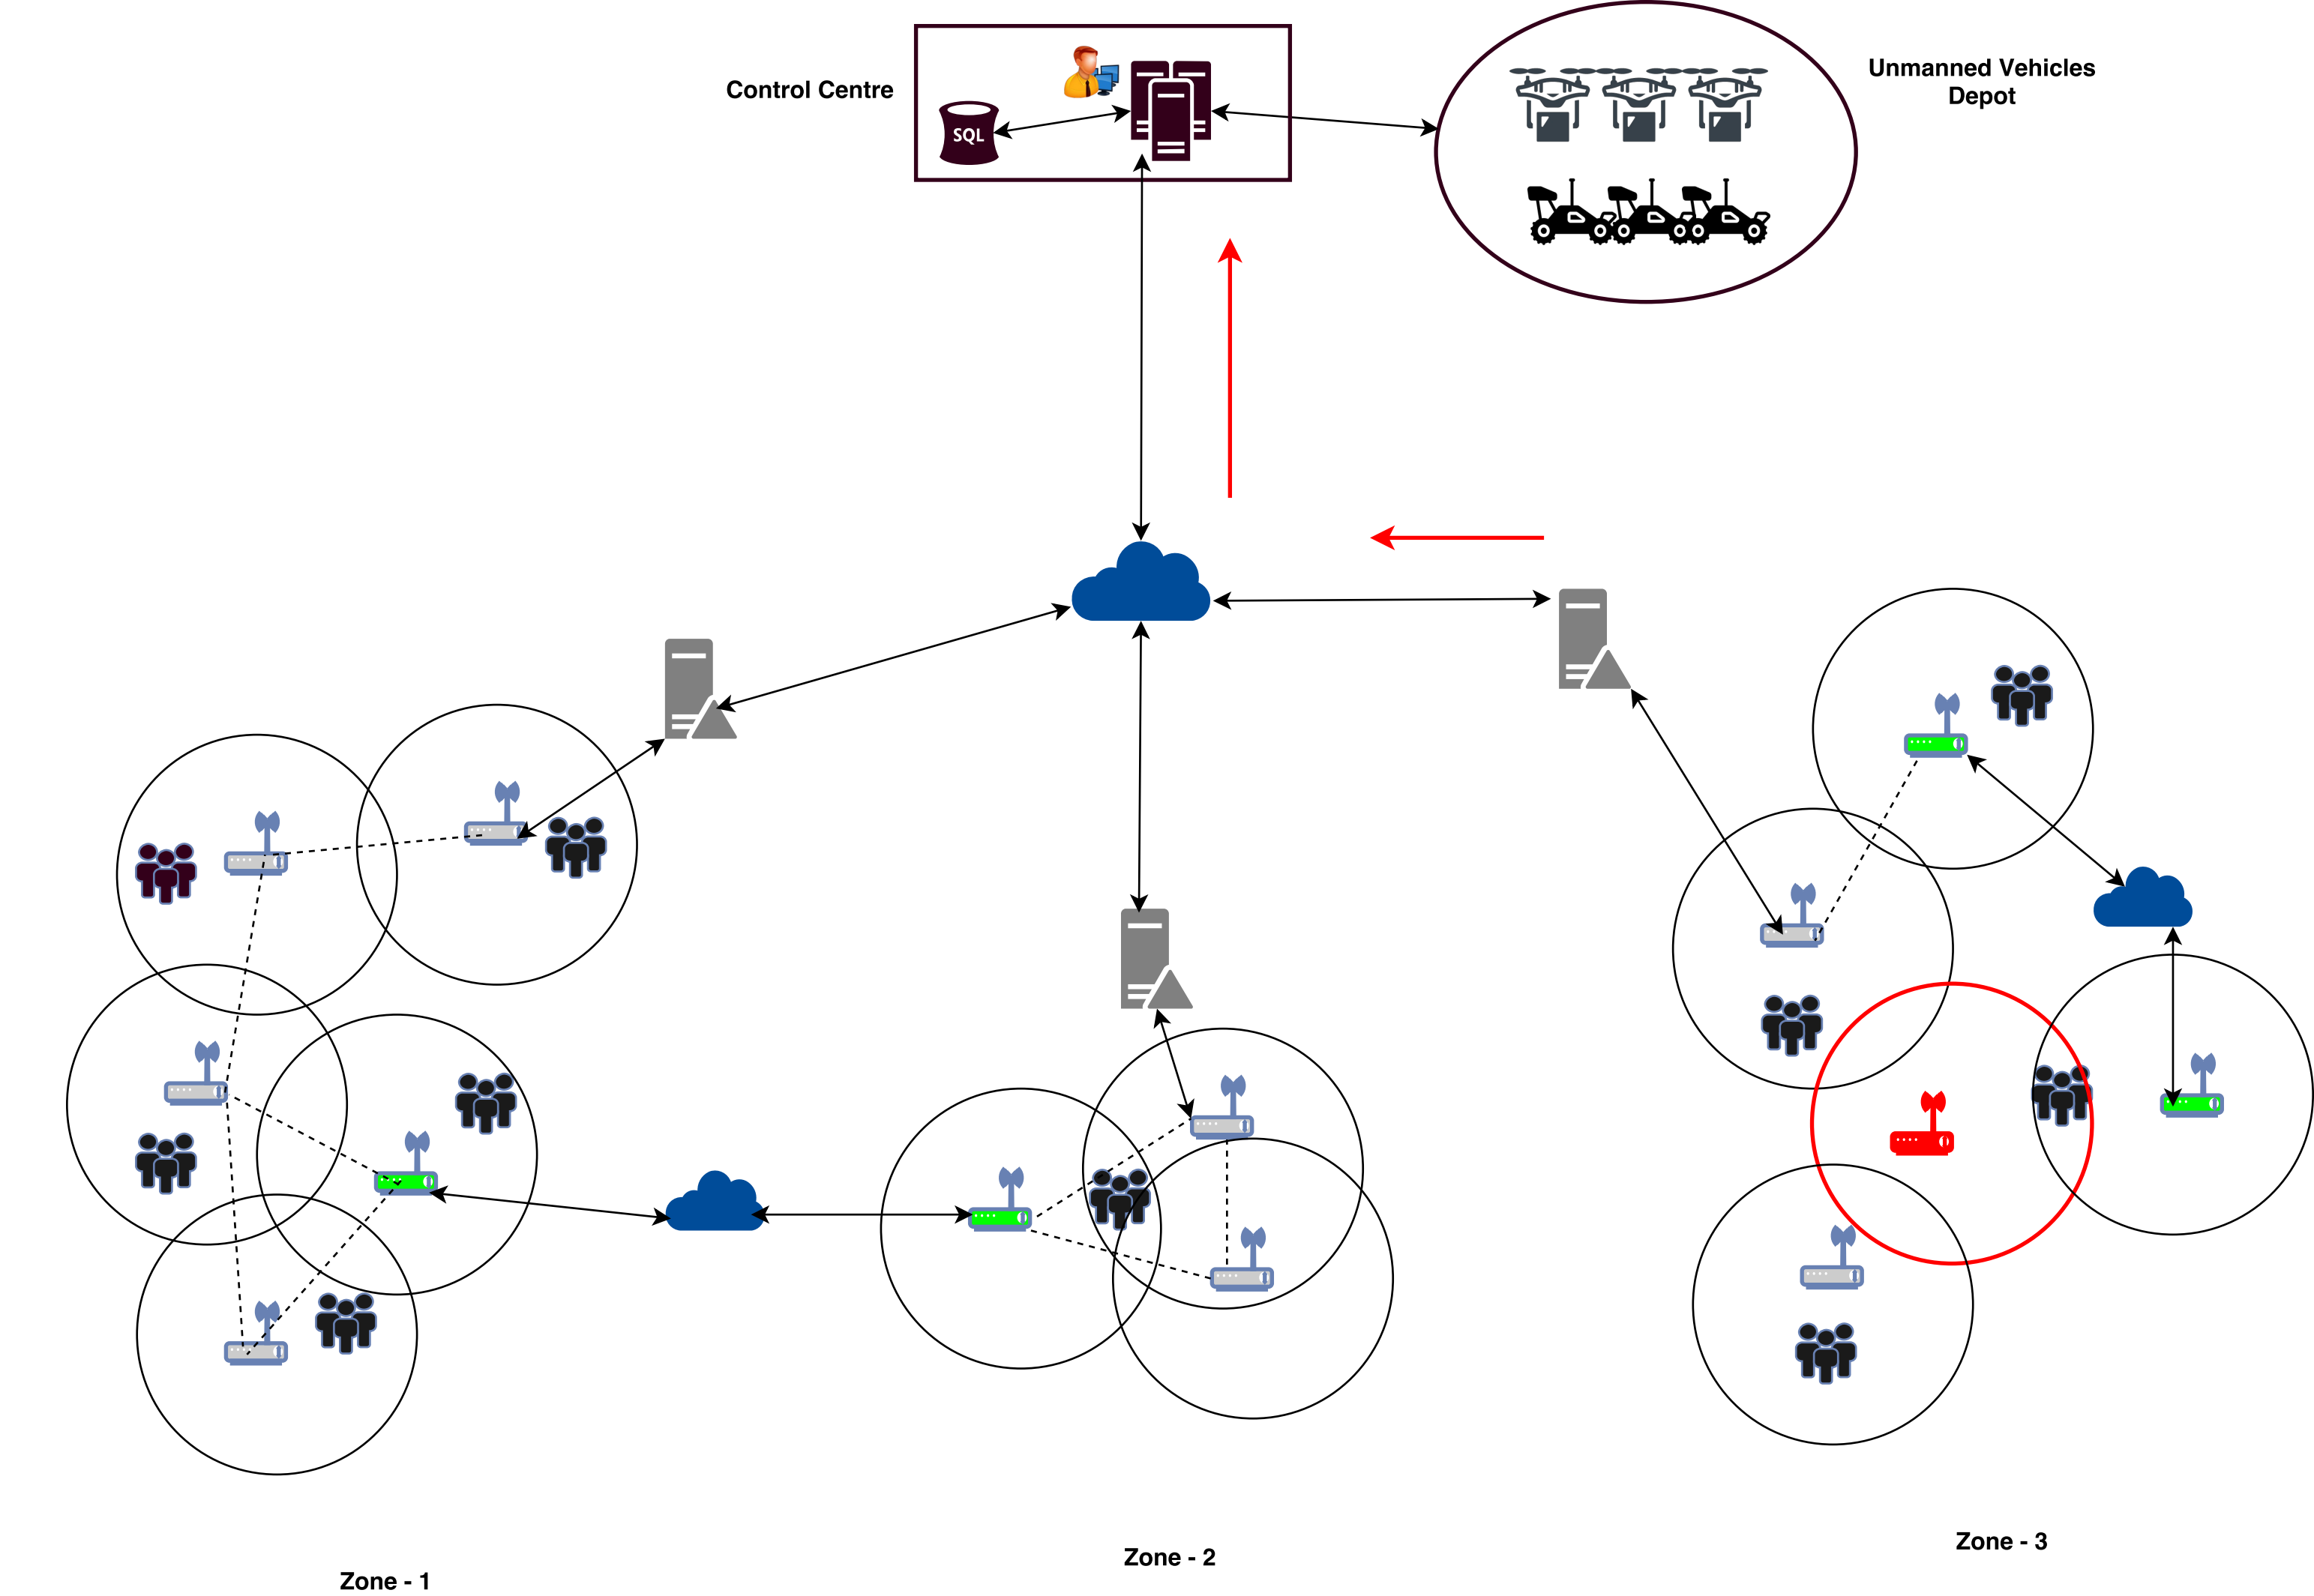 Control Centre
SQL
Unmanned Vehicles
Depot
Zone - 1
Zone - 2
Zone - 3